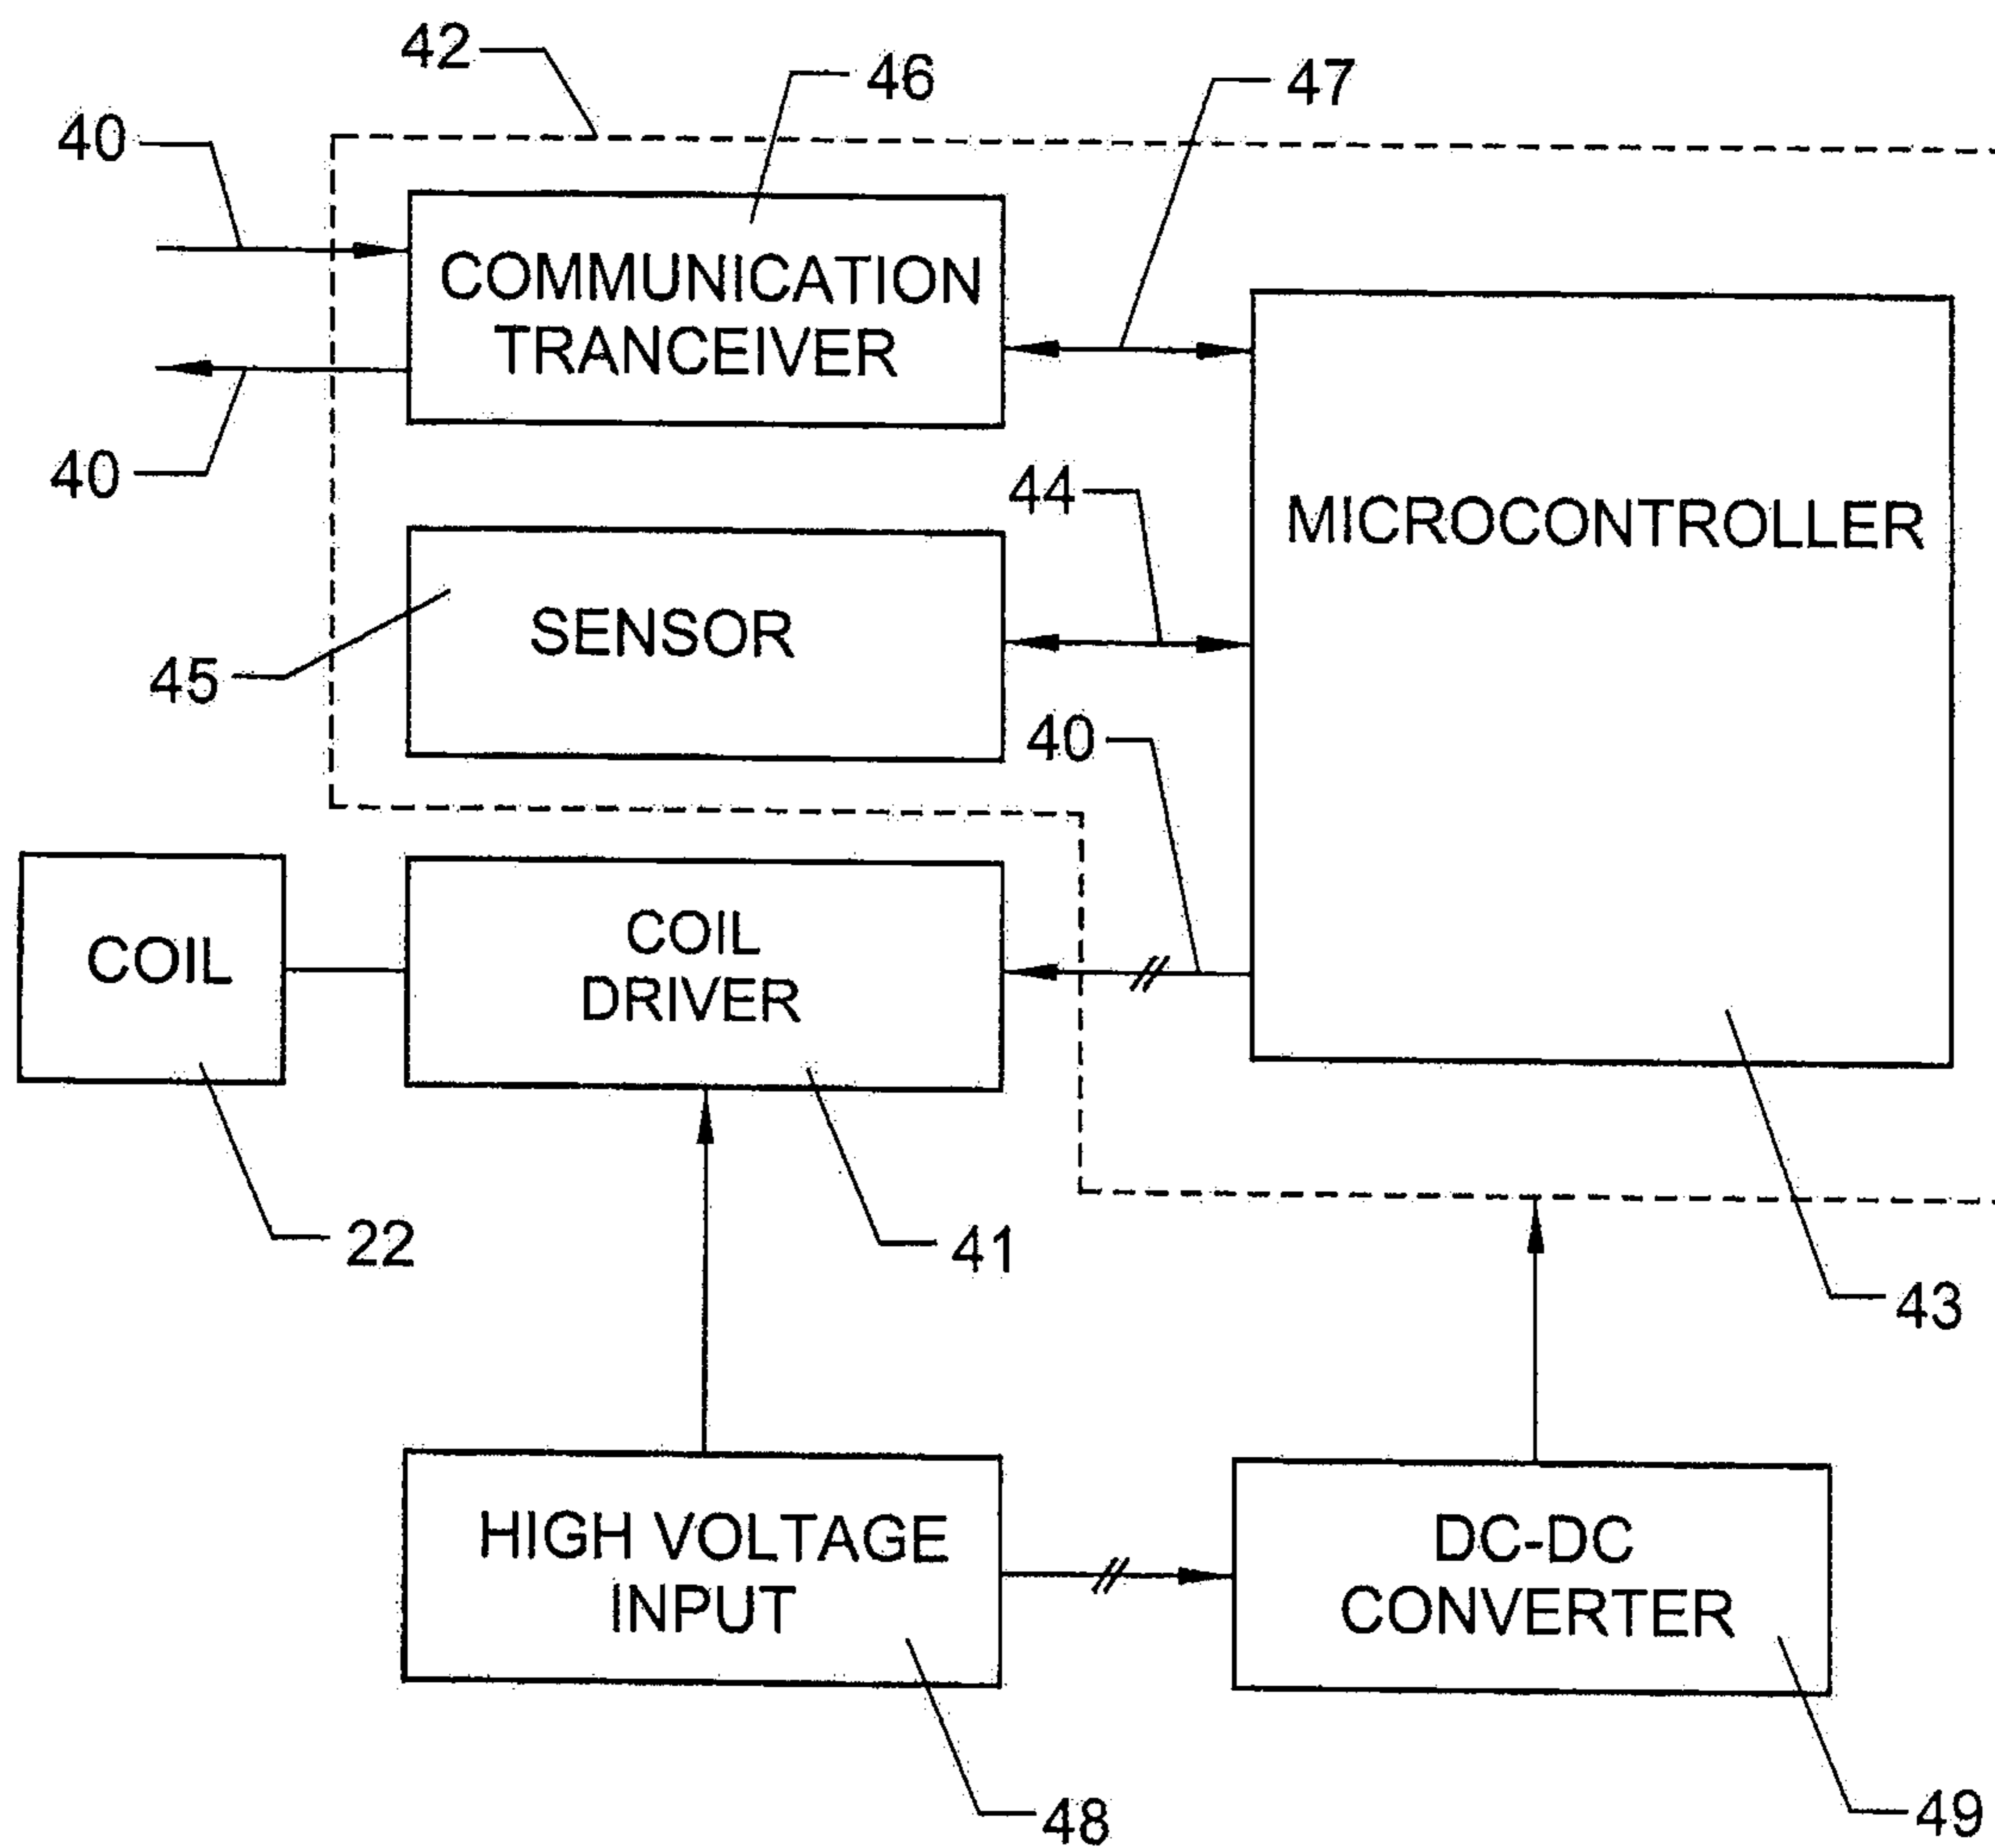 42
46
47
40
COMMUNICATION
TRANCEIVER
40
44
MICROCONTROLLER
SENSOR
45
40
COIL
COIL
DRIVER
22
41
43
HIGH VOLTAGE
INPUT
DC-DC
CONVERTER
48
49